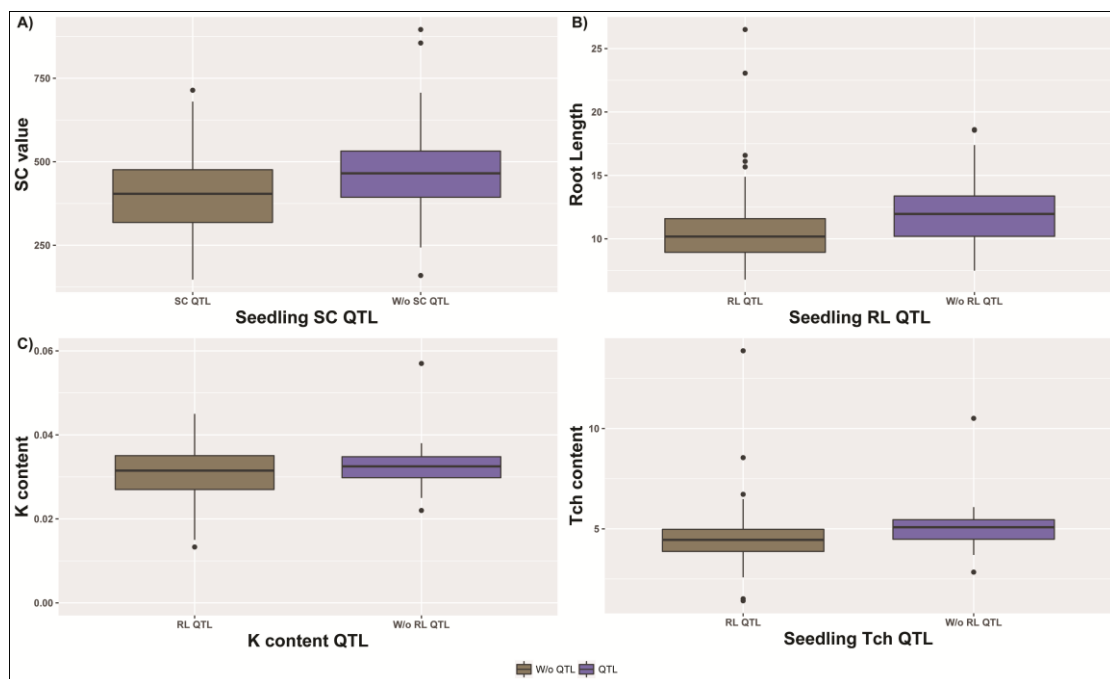 A)
SC value
750
500
250
SC QTL
W/o SC QTL
Seedling SC QTL
B)
Root Length
25
20
15
10
RL QTL
W/o RL QTL
Seedling RL QTL
C)
K content
0.06
0.04
0.02
0.00
RL QTL
W/o RL QTL
K content QTL
Tch content
10
5
RL QTL
W/o RL QTL
Seedling Tch QTL
W/o QTL QTL